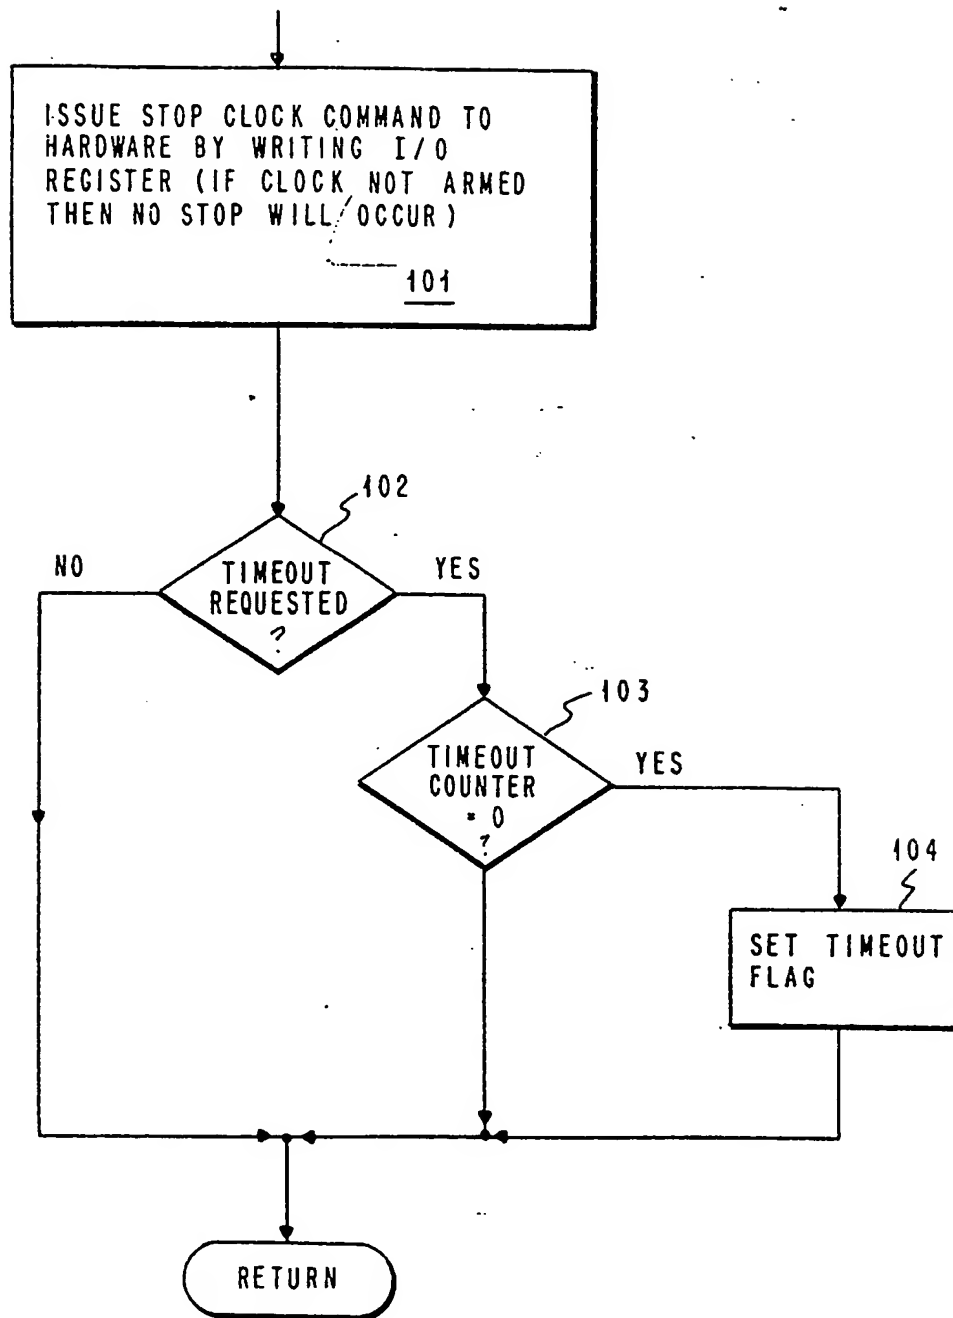 ISSUE STOP CLOCK COMMAND TO
HARDWARE BY WRITING I/O
REGISTER (IF CLOCK NOT ARMED
THEN NO STOP WILL OCCUR)
101
102
NO
YES
TIMEOUT
REQUESTED
?
103
TIMEOUT
COUNTER
= 0
?
YES
104
SET TIMEOUT
FLAG
RETURN